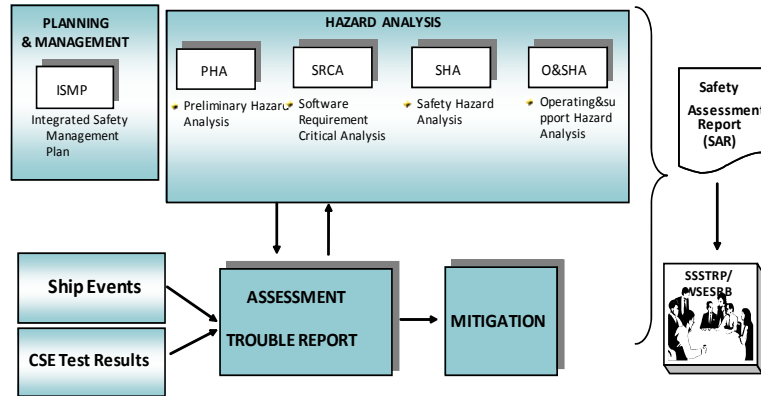 PLANNING
& MANAGEMENT
ISMP
Integrated Safety
Management
Plan
HAZARD ANALYSIS
PHA
Preliminary Hazard
Analysis
SRCA
Software
Requirement
Critical Analysis
SHA
Safety Hazard
Analysis
O&SHA
Operating&su
pport Hazard
Analysis
Safety
Assessment
Report
(SAR)
Ship Events
CSE Test Results
ASSESSMENT
TROUBLE REPORT
MITIGATION
SSSTRP/
WSESRB